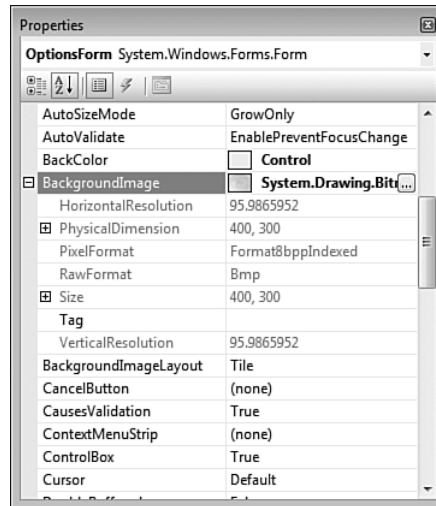 Properties
OptionsForm System.Windows.Forms.Form
AutoSizeMode GrowOnly
AutoValidate EnablePreventFocusChange
BackColor Control
BackgroundImage System.Drawing.Bitr...
HorizontalResolution 95.9865952
PhysicalDimension 400, 300
PixelFormat Format8bppIndexed
RawFormat Bmp
Size 400, 300
Tag
VerticalResolution 95.9865952
BackgroundImageLayout Tile
CancelButton (none)
CausesValidation True
ContextMenuStrip (none)
ControlBox True
Cursor Default